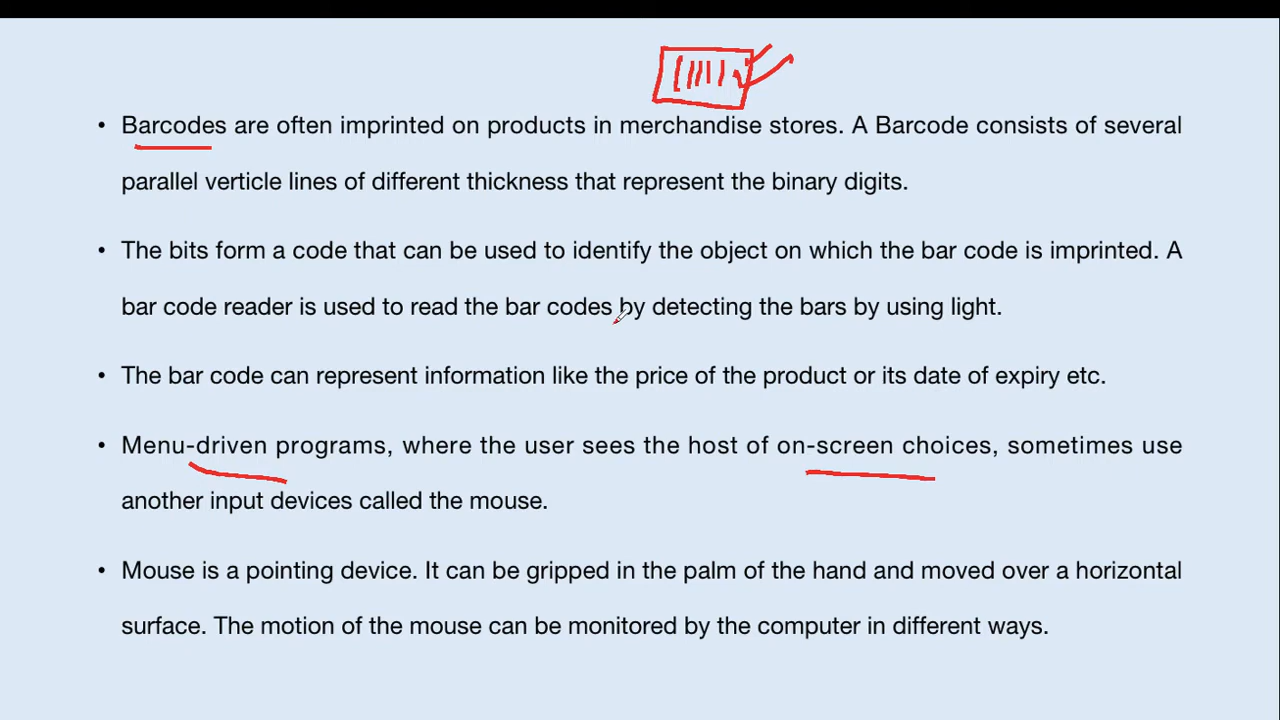 • Barcodes are often imprinted on products in merchandise stores. A Barcode consists of several
parallel verticle lines of different thickness that represent the binary digits.
• The bits form a code that can be used to identify the object on which the bar code is imprinted. A
bar code reader is used to read the bar codes by detecting the bars by using light.
• The bar code can represent information like the price of the product or its date of expiry etc.
• Menu-driven programs, where the user sees the host of on-screen choices, sometimes use
another input devices called the mouse.
• Mouse is a pointing device. It can be gripped in the palm of the hand and moved over a horizontal
surface. The motion of the mouse can be monitored by the computer in different ways.